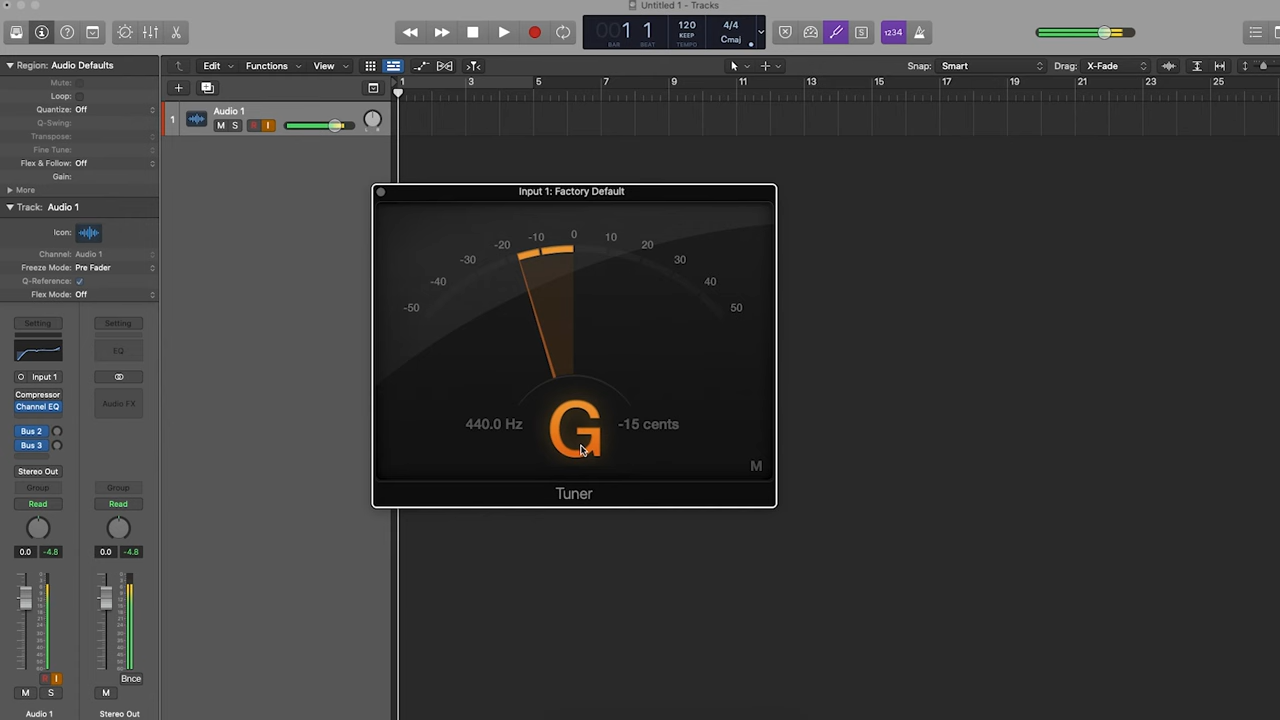 Untitled 1 - Tracks
001 1
BAR BEAT
120
KEEP
TEMPO
4/4
Cmaj
1234
S
Region: Audio Defaults
Edit Functions View
Snap: Smart
Drag: X-Fade
Mute:
Loop:
Quantize: Off
Q-Swing:
Transpose:
Fine Tune:
Flex & Follow: Off
Gain:
More
1 3 5 7 9 11 13 15 17 19 21 23 25
1
Audio 1
M S R I
Track: Audio 1
Icon:
Channel: Audio 1
Freeze Mode: Pre Fader
Q-Reference:
Flex Mode: Off
Input 1: Factory Default
-50 -40 -30 -20 -10 0 10 20 30 40 50
440.0 Hz G -15 cents
M
Tuner
Setting Setting
EQ
Input 1
Compressor
Channel EQ
Audio FX
Bus 2
Bus 3
Stereo Out
Group Group
Read Read
0.0 -4.8 0.0 -4.8
R I
Bnce
M S M
Audio 1 Stereo Out